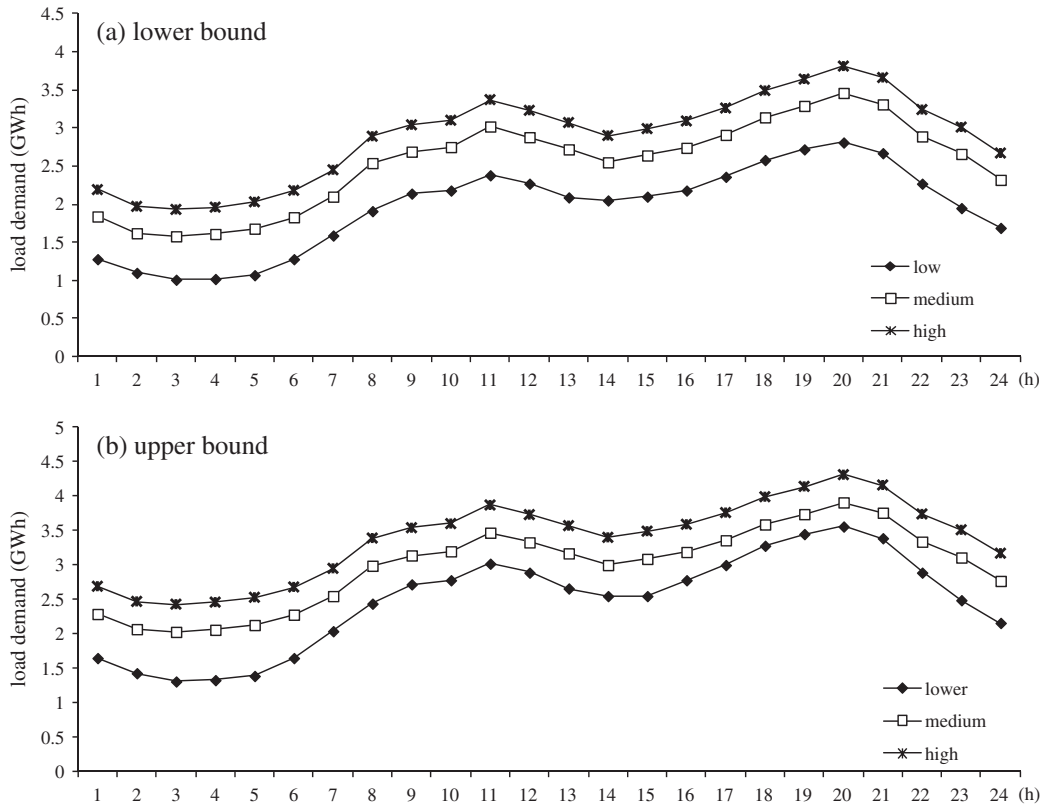 (a) lower bound
load demand (GWh)
4.5
4
3.5
3
2.5
2
1.5
1
0.5
0
low
medium
high
1 2 3 4 5 6 7 8 9 10 11 12 13 14 15 16 17 18 19 20 21 22 23 24 (h)
(b) upper bound
load demand (GWh)
5
4.5
4
3.5
3
2.5
2
1.5
1
0.5
0
lower
medium
high
1 2 3 4 5 6 7 8 9 10 11 12 13 14 15 16 17 18 19 20 21 22 23 24 (h)